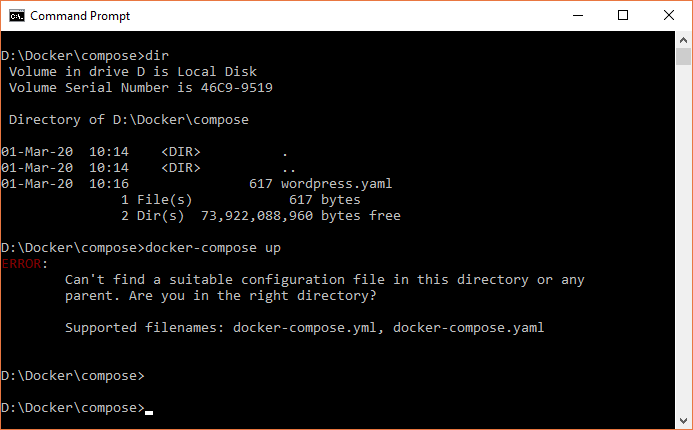 Command Prompt
D:\Docker\compose>dir
 Volume in drive D is Local Disk
 Volume Serial Number is 46C9-9519
 Directory of D:\Docker\compose
01-Mar-20  10:14    <DIR>          .
01-Mar-20  10:14    <DIR>          ..
01-Mar-20  10:16               617 wordpress.yaml
               1 File(s)            617 bytes
               2 Dir(s)  73,922,088,960 bytes free
D:\Docker\compose>docker-compose up
ERROR:
        Can't find a suitable configuration file in this directory or any
        parent. Are you in the right directory?
        Supported filenames: docker-compose.yml, docker-compose.yaml
D:\Docker\compose>
D:\Docker\compose>